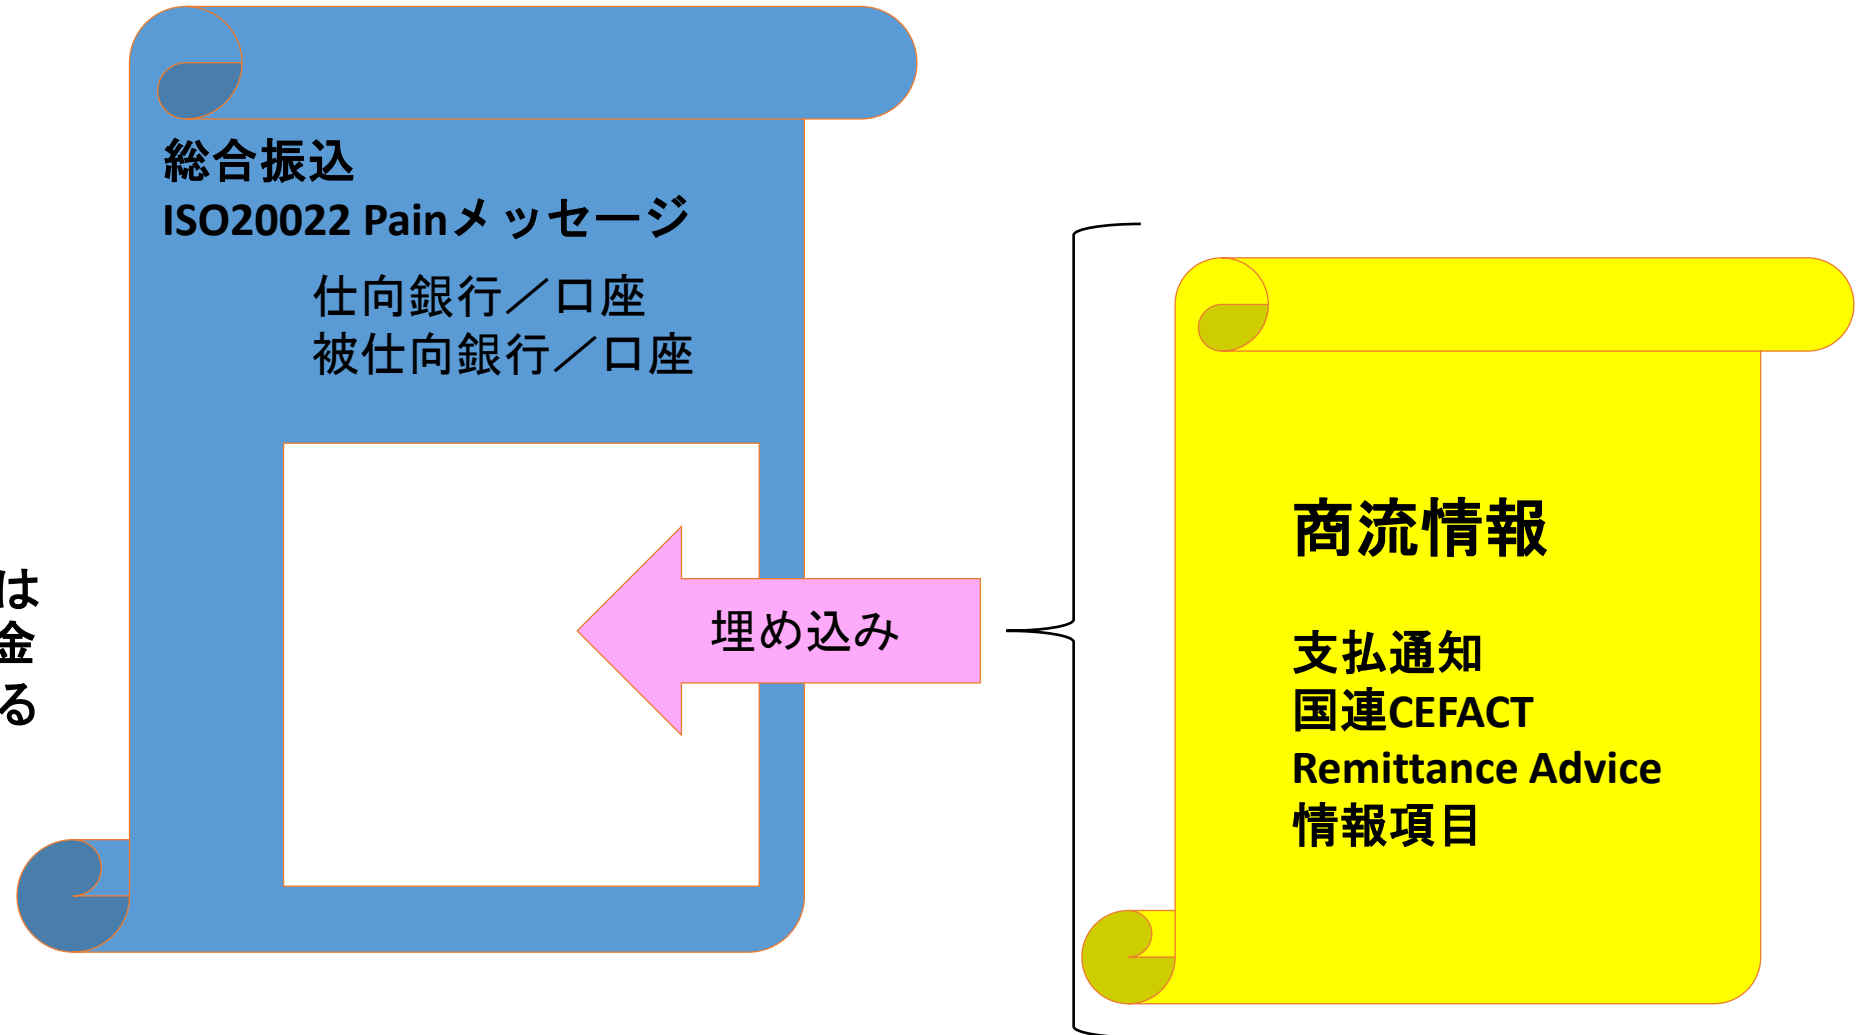 総合振込
ISO20022 Painメッセージ
仕向銀行／口座
被仕向銀行／口座
は
金
る
埋め込み
商流情報
支払通知
国連CEFACT
Remittance Advice
情報項目